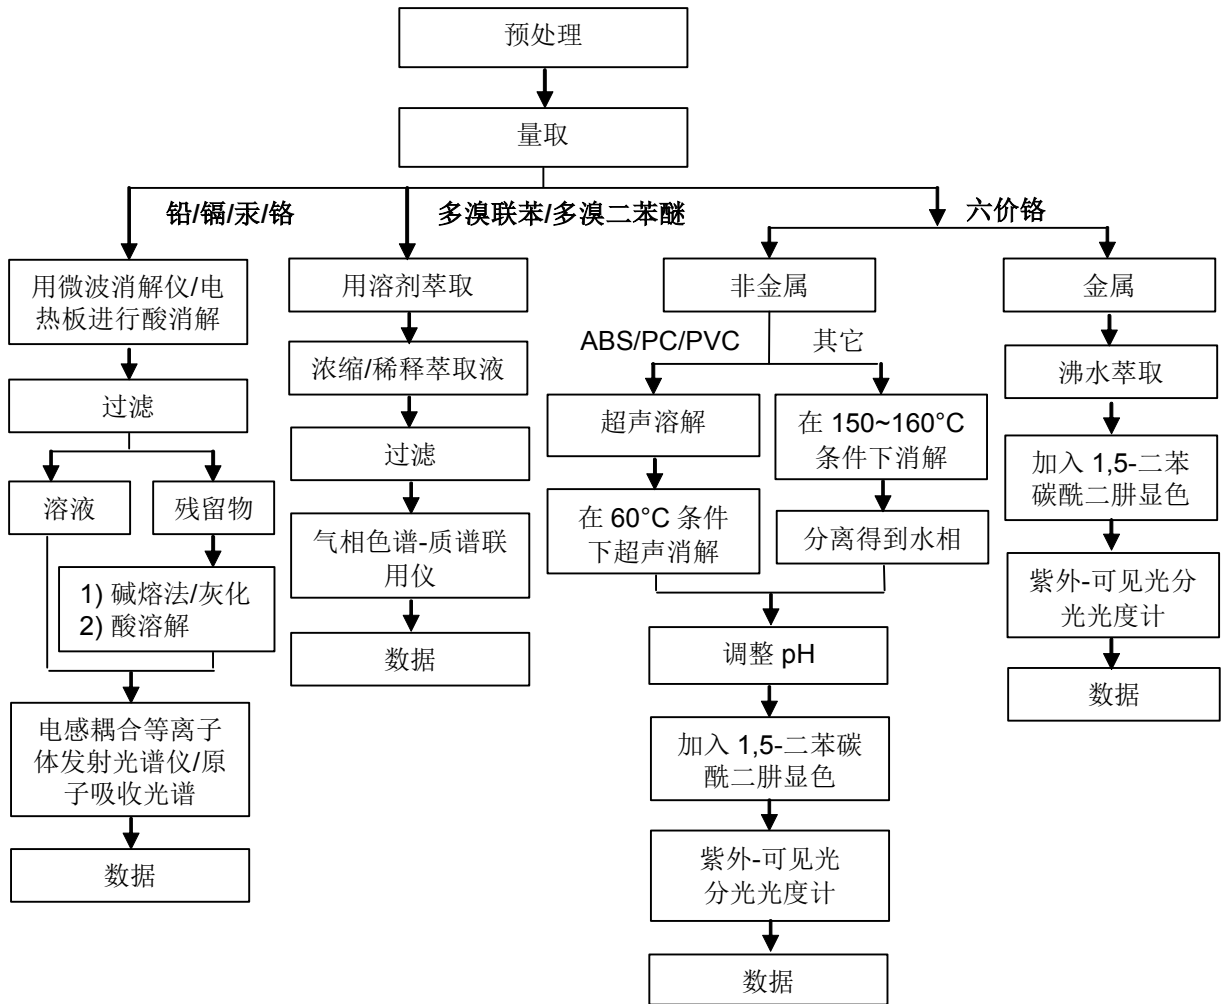 预处理
量取
铅/镉/汞/铬
多溴联苯/多溴二苯醚
六价铬
用微波消解仪/电
热板进行酸消解
过滤
溶液
残留物
1) 碱熔法/灰化
2) 酸溶解
电感耦合等离子
体发射光谱仪/原
子吸收光谱
数据
用溶剂萃取
浓缩/稀释萃取液
过滤
气相色谱-质谱联
用仪
数据
非金属
ABS/PC/PVC
其它
超声溶解
在 60°C 条件
下超声消解
在 150~160°C
条件下消解
分离得到水相
调整 pH
加入 1,5-二苯碳
酰二肼显色
紫外-可见光
分光光度计
数据
金属
沸水萃取
加入 1,5-二苯
碳酰二肼显色
紫外-可见光分
光光度计
数据